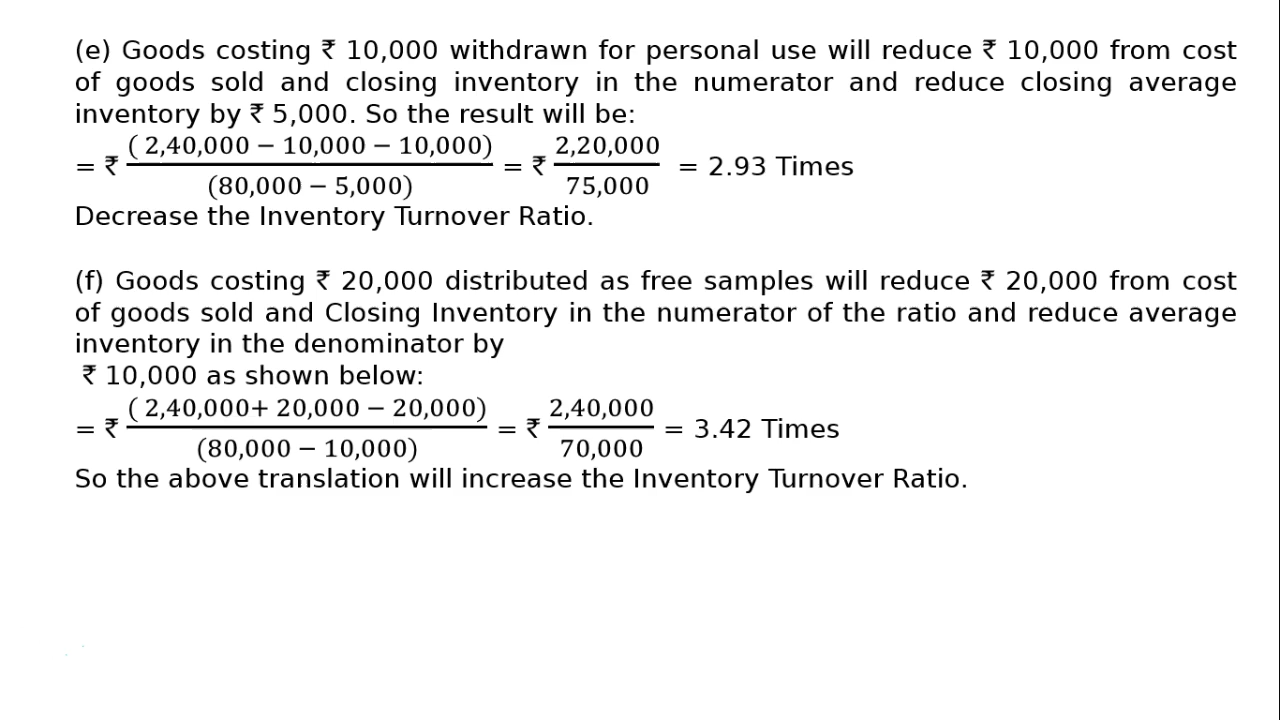 (e) Goods costing ₹ 10,000 withdrawn for personal use will reduce ₹ 10,000 from cost
of goods sold and closing inventory in the numerator and reduce closing average
inventory by ₹ 5,000. So the result will be:
= ₹ ( 2,40,000 − 10,000 − 10,000) / (80,000 − 5,000) = ₹ 2,20,000 / 75,000 = 2.93 Times
Decrease the Inventory Turnover Ratio.
(f) Goods costing ₹ 20,000 distributed as free samples will reduce ₹ 20,000 from cost
of goods sold and Closing Inventory in the numerator of the ratio and reduce average
inventory in the denominator by
₹ 10,000 as shown below:
= ₹ ( 2,40,000+ 20,000 − 20,000) / (80,000 − 10,000) = ₹ 2,40,000 / 70,000 = 3.42 Times
So the above translation will increase the Inventory Turnover Ratio.